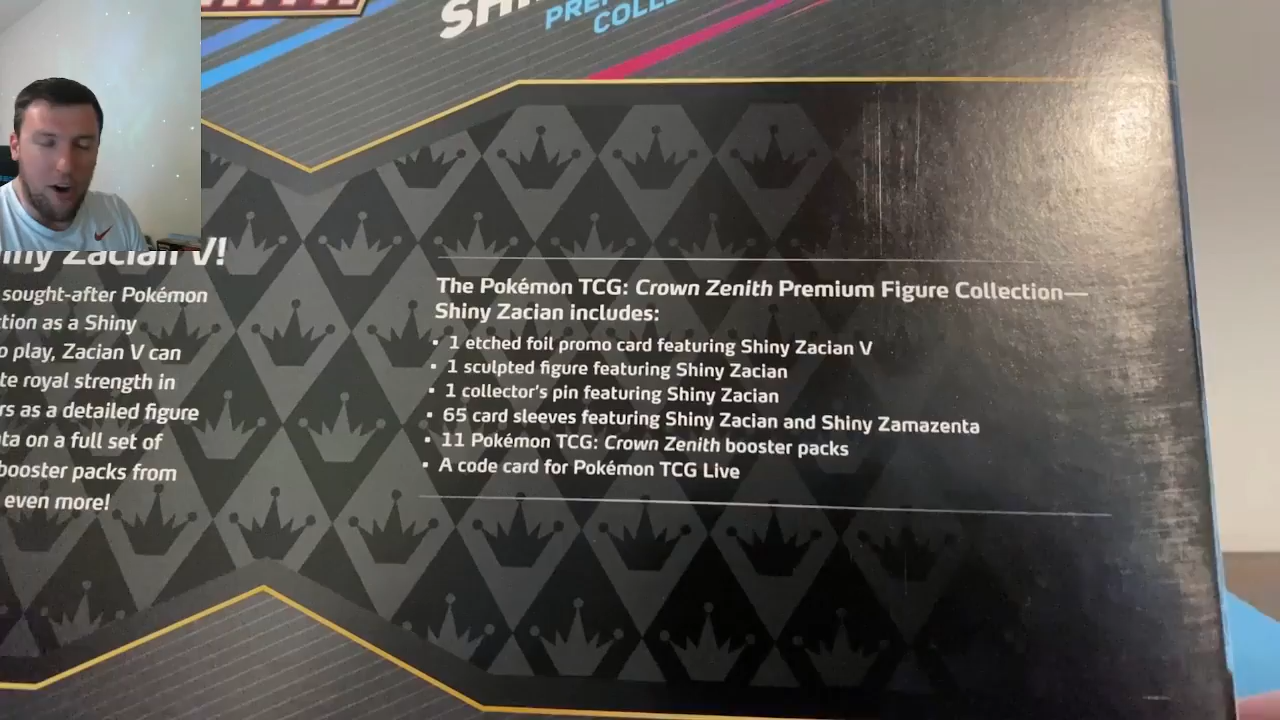 V!
sought-after Pokémon
as a Shiny
play, Zacian V can
royal strength in
as a detailed figure
on a full set of
booster packs from
even more!
The Pokémon TCG: Crown Zenith Premium Figure Collection—
Shiny Zacian includes:
• 1 etched foil promo card featuring Shiny Zacian V
• 1 sculpted figure featuring Shiny Zacian
• 1 collector's pin featuring Shiny Zacian
• 65 card sleeves featuring Shiny Zacian and Shiny Zamazenta
• 11 Pokémon TCG: Crown Zenith booster packs
• A code card for Pokémon TCG Live